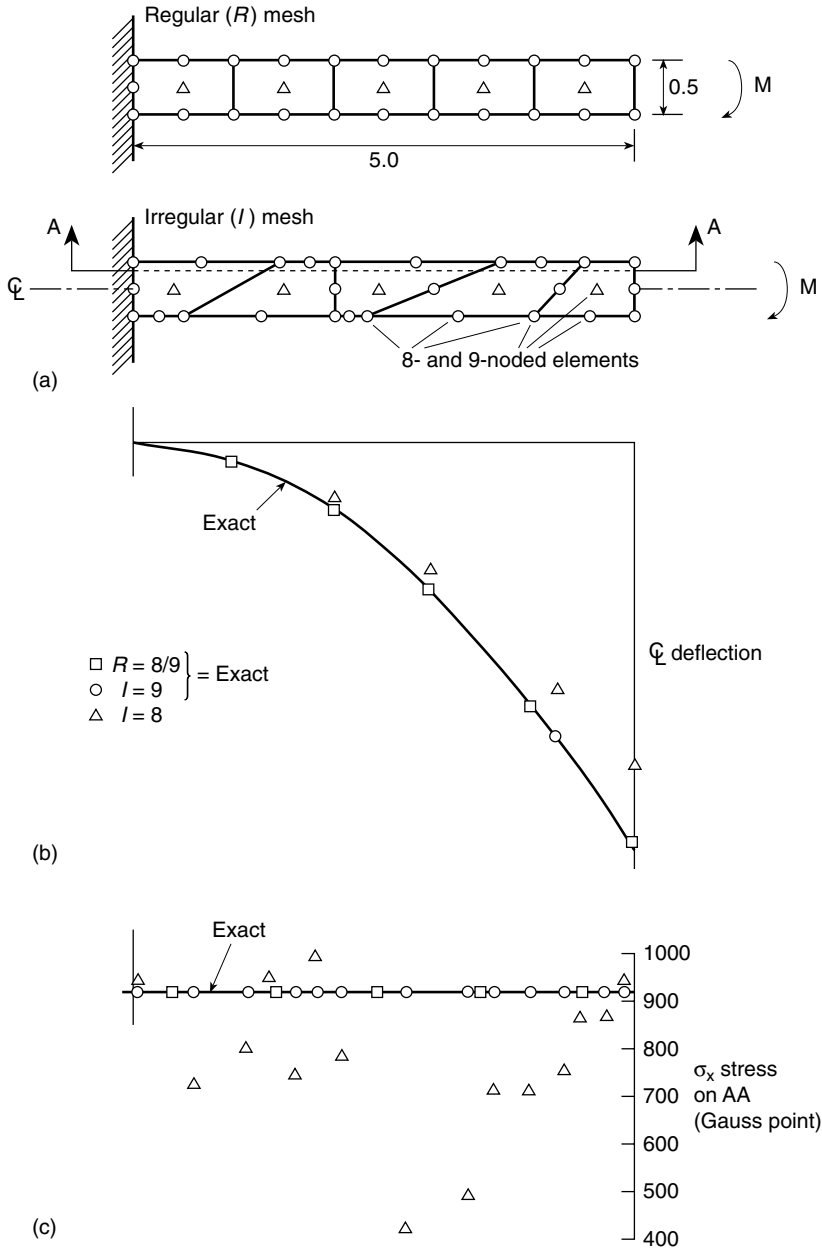 Regular (R) mesh
0.5
M
5.0
Irregular (I) mesh
A
A
℄
M
8- and 9-noded elements
(a)
Exact
℄ deflection
R = 8/9
I = 9
= Exact
I = 8
(b)
Exact
1000
900
800
700
600
500
400
σx stress
on AA
(Gauss point)
(c)